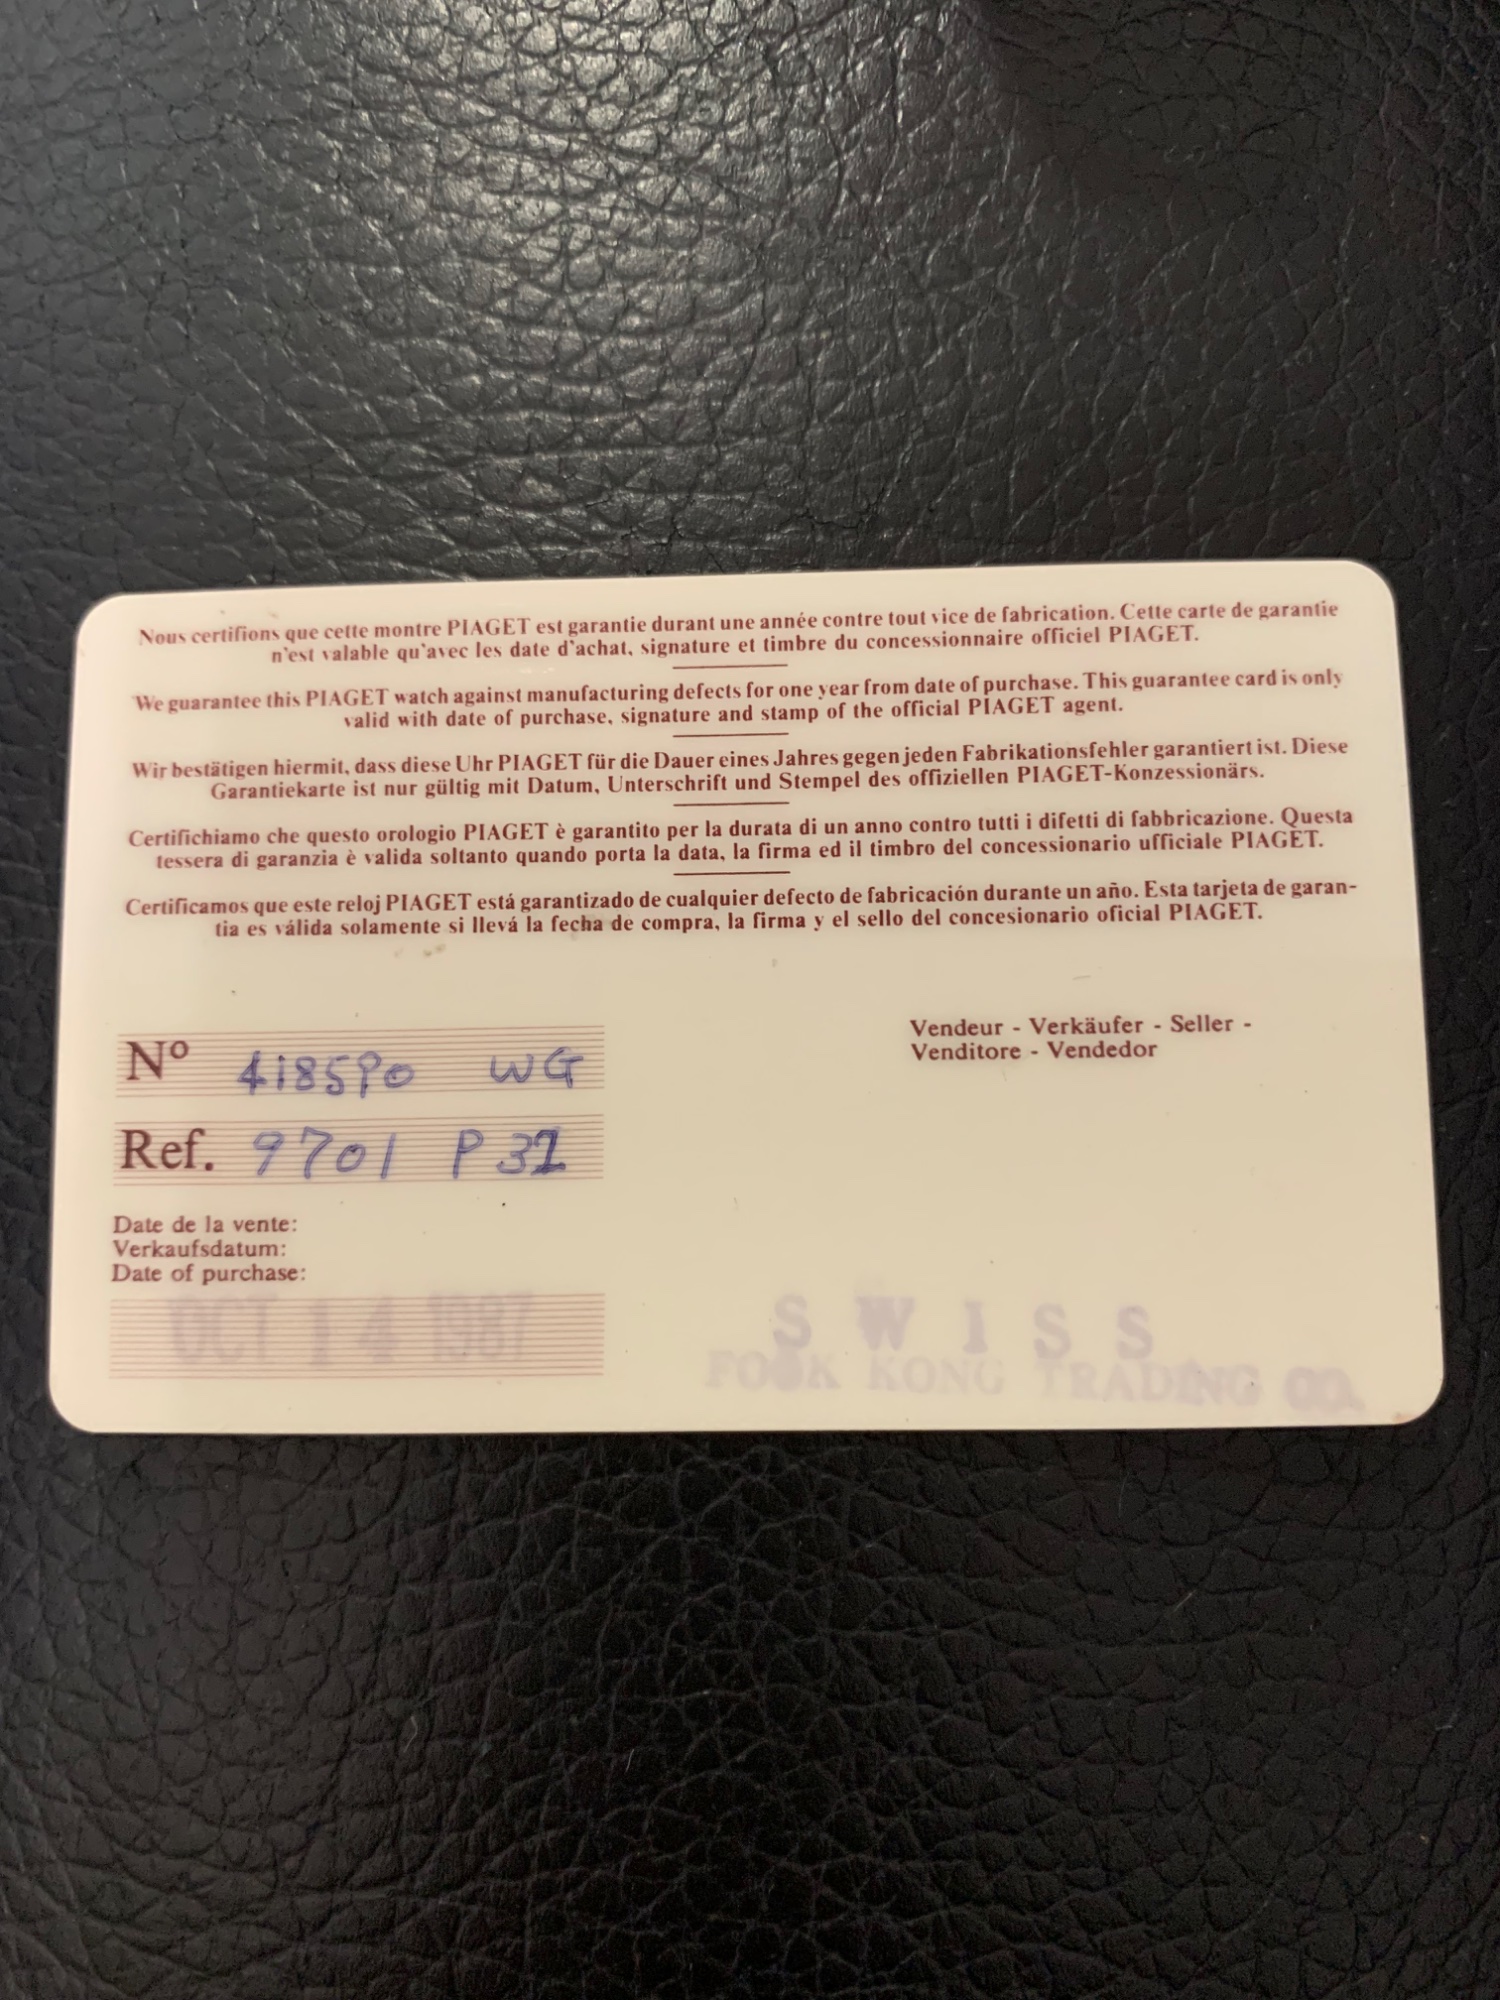 Nous certifions que cette montre PIAGET est garantie durant une année contre tout vice de fabrication. Cette carte de garantie
n'est valable qu'avec les date d'achat, signature et timbre du concessionnaire officiel PIAGET.
We guarantee this PIAGET watch against manufacturing defects for one year from date of purchase. This guarantee card is only
valid with date of purchase, signature and stamp of the official PIAGET agent.
Wir bestätigen hiermit, dass diese Uhr PIAGET für die Dauer eines Jahres gegen jeden Fabrikationsfehler garantiert ist. Diese
Garantiekarte ist nur gültig mit Datum, Unterschrift und Stempel des offiziellen PIAGET-Konzessionärs.
Certifichiamo che questo orologio PIAGET è garantito per la durata di un anno contro tutti i difetti di fabbricazione. Questa
tessera di garanzia è valida soltanto quando porta la data, la firma ed il timbro del concessionario ufficiale PIAGET.
Certificamos que este reloj PIAGET está garantizado de cualquier defecto de fabricación durante un año. Esta tarjeta de garan-
tia es válida solamente si llevá la fecha de compra, la firma y el sello del concesionario oficial PIAGET.
Nº 418590 WG
Ref. 9701 P32
Date de la vente:
Verkaufsdatum:
Date of purchase:
OCT 14 1987
Vendeur - Verkäufer - Seller -
Venditore - Vendedor
SWISS
FOOK KONG TRADING CO.